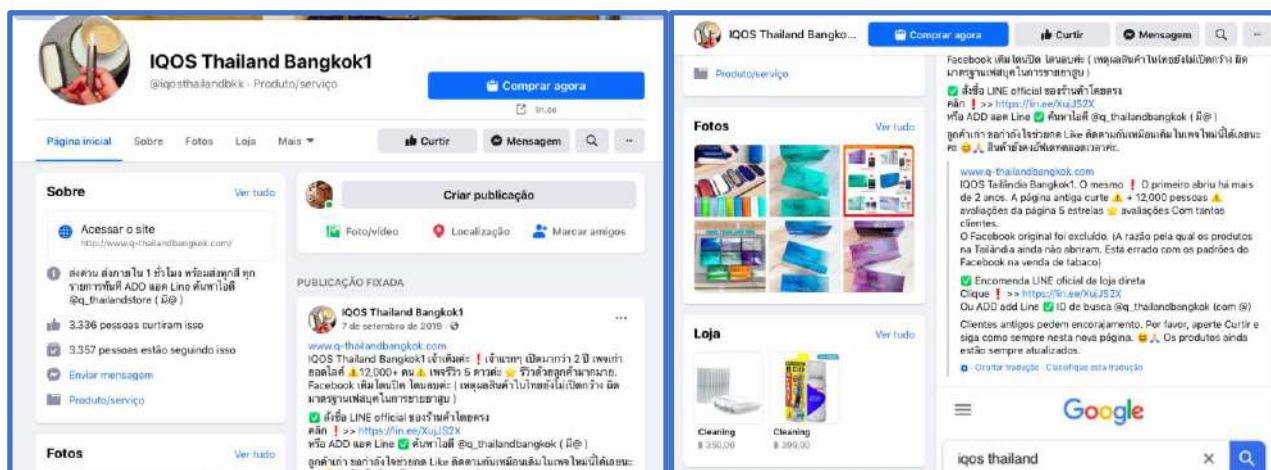 IQOS Thailand Bangkok1
@iqosthailandbkk · Produto/serviço
Comprar agora
lin.ee
Página inicial Sobre Fotos Loja Mais
Curtir Mensagem
Sobre Ver tudo
Acessar o site
http://www.q-thailandbangkok.com/
ส่งด่วน ส่งภายใน 1 ชั่วโมง พร้อมส่งทุกสี ทุก
รายการทันที ADD แอด Line ค้นหาไอดี
@q_thailandstore ( มี@ )
3.336 pessoas curtiram isso
3.357 pessoas estão seguindo isso
Enviar mensagem
Produto/serviço
Fotos Ver tudo
Criar publicação
Foto/vídeo Localização Marcar amigos
PUBLICAÇÃO FIXADA
IQOS Thailand Bangkok1
7 de setembro de 2019
www.q-thailandbangkok.com
IQOS Thailand Bangkok1 เจ้าเดิมค่ะ ❗ เจ้าแรกๆ เปิดมากว่า 2 ปี เพจเก่า
ยอดไลค์ ⚠12,000+ คน⚠ เพจรีวิว 5 ดาวค่ะ ⭐ รีวิวด้วยลูกค้ามากมาย.
Facebook เดิมโดนปิด โดนลบค่ะ ( เหตุผลสินค้าในไทยยังไม่เปิดกว้าง ผิด
มาตรฐานเฟสบุคในการขายยาสูบ )
✅ สั่งซื้อ LINE official ของร้านค้าโดยตรง
คลิก ❗ >> https://lin.ee/XujJS2X
หรือ ADD แอด Line ✅ ค้นหาไอดี @q_thailandbangkok ( มี@ )
ลูกค้าเก่า ขอกำลังใจช่วยกด Like ติดตามกันเหมือนเดิมในเพจใหม่นี้ได้เลยนะ
IQOS Thailand Bangko...
Comprar agora Curtir Mensagem
Produto/serviço
Fotos Ver tudo
Loja Ver tudo
Cleaning
฿ 350,00
Cleaning
฿ 399,00
Facebook เดิมโดนปิด โดนลบค่ะ ( เหตุผลสินค้าในไทยยังไม่เปิดกว้าง ผิด
มาตรฐานเฟสบุคในการขายยาสูบ )
✅ สั่งซื้อ LINE official ของร้านค้าโดยตรง
คลิก ❗ >> https://lin.ee/XujJS2X
หรือ ADD แอด Line ✅ ค้นหาไอดี @q_thailandbangkok ( มี@ )
ลูกค้าเก่า ขอกำลังใจช่วยกด Like ติดตามกันเหมือนเดิมในเพจใหม่นี้ได้เลยนะ
คะ 😊🙏 สินค้ายังคงอัพเดทตลอดเวลาค่ะ.
www.q-thailandbangkok.com
IQOS Tailândia Bangkok1. O mesmo ❗ O primeiro abriu há mais
de 2 anos. A página antiga curte ⚠ + 12,000 pessoas ⚠
avaliações da página 5 estrelas ⭐ avaliações Com tantos
clientes.
O Facebook original foi excluído. (A razão pela qual os produtos
na Tailândia ainda não abriram. Está errado com os padrões do
Facebook na venda de tabaco)
✅ Encomenda LINE oficial da loja direta
Clique ❗ >> https://lin.ee/XujJS2X
Ou ADD add Line ✅ ID de busca @q_thailandbangkok (com @)
Clientes antigos pedem encorajamento. Por favor, aperte Curtir e
siga como sempre nesta nova página. 😊🙏 Os produtos ainda
estão sempre atualizados.
Ocultar tradução · Classifique esta tradução
Google
iqos thailand